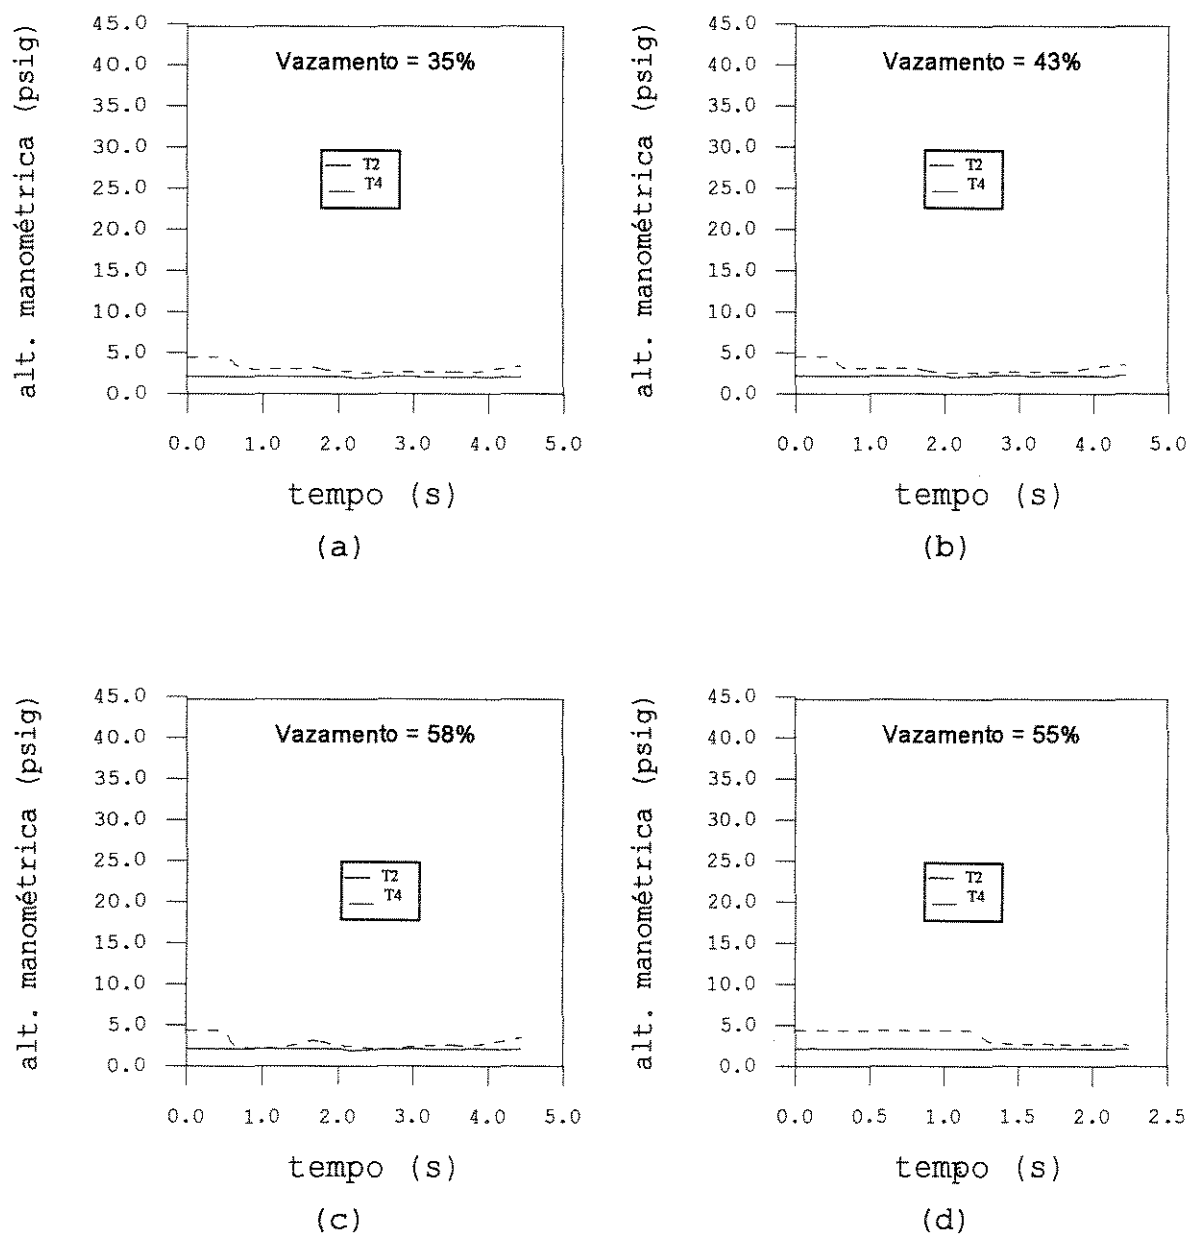 alt. manométrica (psig)
45.0
40.0
35.0
30.0
25.0
20.0
15.0
10.0
5.0
0.0
Vazamento = 35%
T2
T4
0.0 1.0 2.0 3.0 4.0 5.0
tempo (s)
(a)
alt. manométrica (psig)
45.0
40.0
35.0
30.0
25.0
20.0
15.0
10.0
5.0
0.0
Vazamento = 43%
T2
T4
0.0 1.0 2.0 3.0 4.0 5.0
tempo (s)
(b)
alt. manométrica (psig)
45.0
40.0
35.0
30.0
25.0
20.0
15.0
10.0
5.0
0.0
Vazamento = 58%
T2
T4
0.0 1.0 2.0 3.0 4.0 5.0
tempo (s)
(c)
alt. manométrica (psig)
45.0
40.0
35.0
30.0
25.0
20.0
15.0
10.0
5.0
0.0
Vazamento = 55%
T2
T4
0.0 0.5 1.0 1.5 2.0 2.5
tempo (s)
(d)